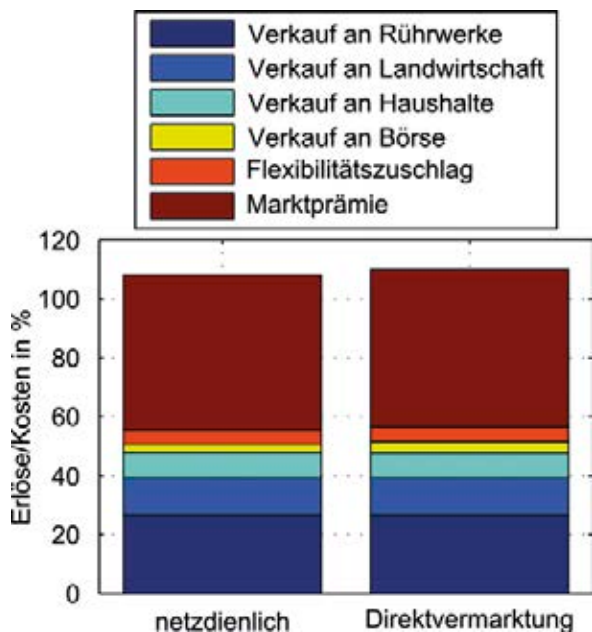 Verkauf an Rührwerke
Verkauf an Landwirtschaft
Verkauf an Haushalte
Verkauf an Börse
Flexibilitätszuschlag
Marktprämie
Erlöse/Kosten in %
120
100
80
60
40
20
0
netzdienlich
Direktvermarktung